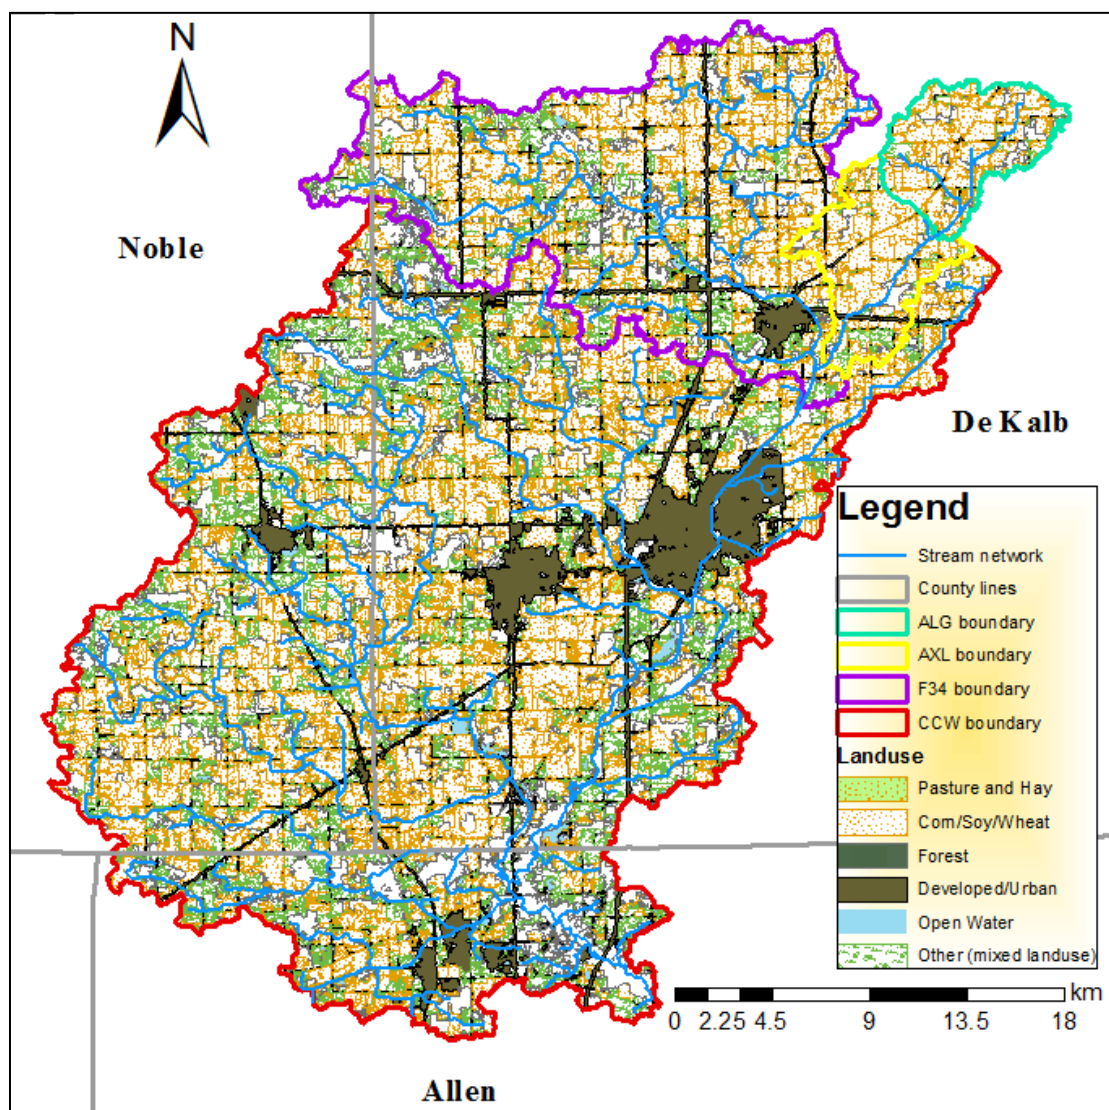 N
Noble
De Kalb
Legend
Stream network
County lines
ALG boundary
AXL boundary
F34 boundary
CCW boundary
Landuse
Pasture and Hay
Corn/Soy/Wheat
Forest
Developed/Urban
Open Water
Other (mixed landuse)
km
0 2.25 4.5 9 13.5 18
Allen